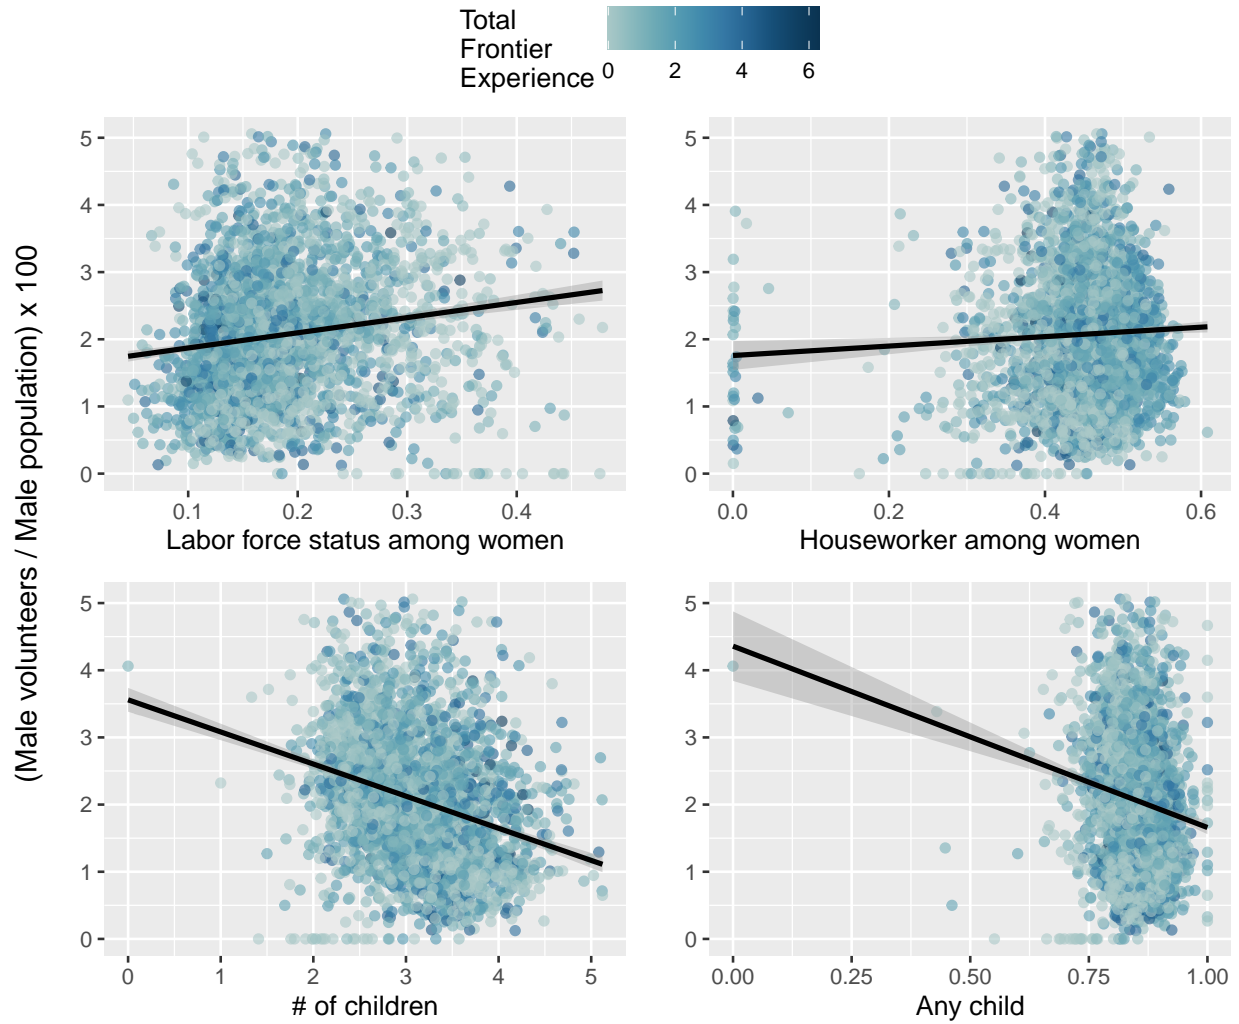 Total
Frontier
Experience
0 2 4 6
(Male volunteers / Male population) x 100
5
4
3
2
1
0
0.1 0.2 0.3 0.4
Labor force status among women
5
4
3
2
1
0
0.0 0.2 0.4 0.6
Houseworker among women
5
4
3
2
1
0
0 1 2 3 4 5
# of children
5
4
3
2
1
0
0.00 0.25 0.50 0.75 1.00
Any child